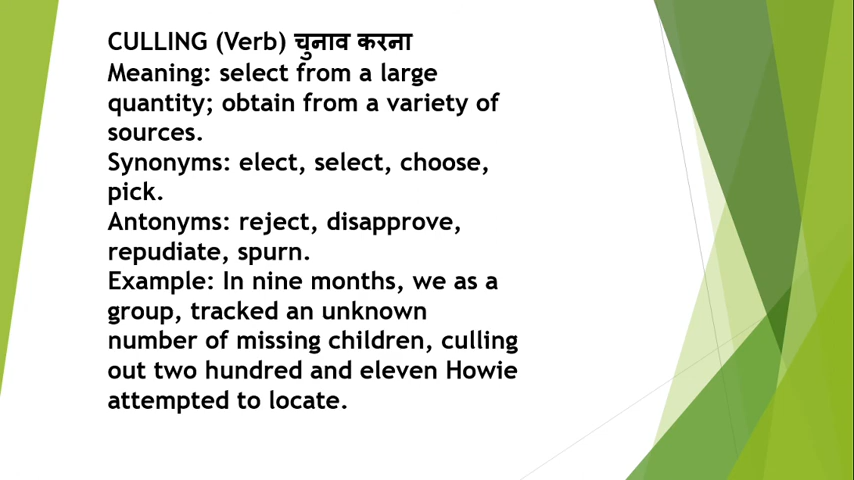 CULLING (Verb) चुनाव करना
Meaning: select from a large
quantity; obtain from a variety of
sources.
Synonyms: elect, select, choose,
pick.
Antonyms: reject, disapprove,
repudiate, spurn.
Example: In nine months, we as a
group, tracked an unknown
number of missing children, culling
out two hundred and eleven Howie
attempted to locate.